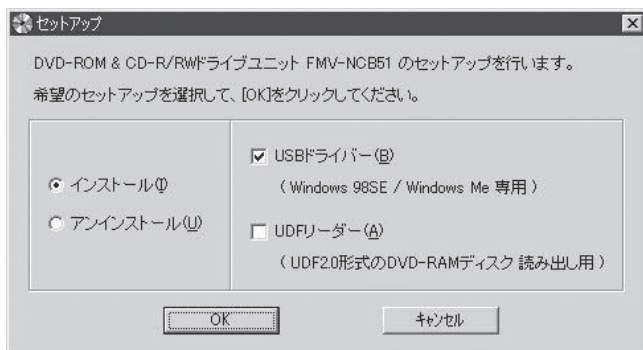 セットアップ
DVD-ROM & CD-R/RWドライブユニット FMV-NCB51 のセットアップを行います。
希望のセットアップを選択して、[OK]をクリックしてください。
インストール(I)
アンインストール(U)
USBドライバー(B)
( Windows 98SE / Windows Me 専用 )
UDFリーダー(A)
( UDF2.0形式のDVD-RAMディスク 読み出し用 )
OK
キャンセル